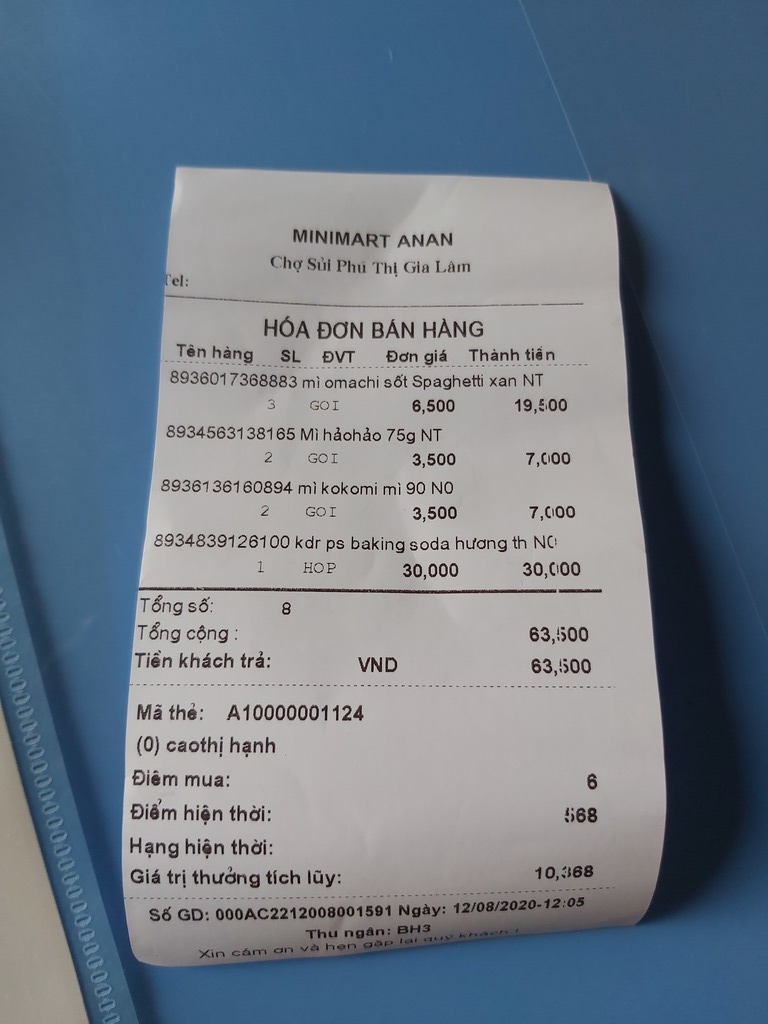 MINIMART ANAN
Chợ Sủi Phú Thị Gia Lâm
Tel:
HÓA ĐƠN BÁN HÀNG
Tên hàng SL ĐVT Đơn giá Thành tiền
8936017368883 mì omachi sốt Spaghetti xan NT
3 GOI 6,500 19,500
8934563138165 Mì hảohảo 75g NT
2 GOI 3,500 7,000
8936136160894 mì kokomi mì 90 N0
2 GOI 3,500 7,000
8934839126100 kdr ps baking soda hương th NC
1 HOP 30,000 30,000
Tổng số: 8
Tổng cộng : 63,500
Tiền khách trả: VND 63,500
Mã thẻ: A10000001124
(0) caothị hạnh
Điểm mua: 6
Điểm hiện thời: 568
Hạng hiện thời:
Giá trị thưởng tích lũy: 10,368
Số GD: 000AC2212008001591 Ngày: 12/08/2020-12:05
Thu ngân: BH3
Xin cám ơn và hẹn gặp lại quý khách !